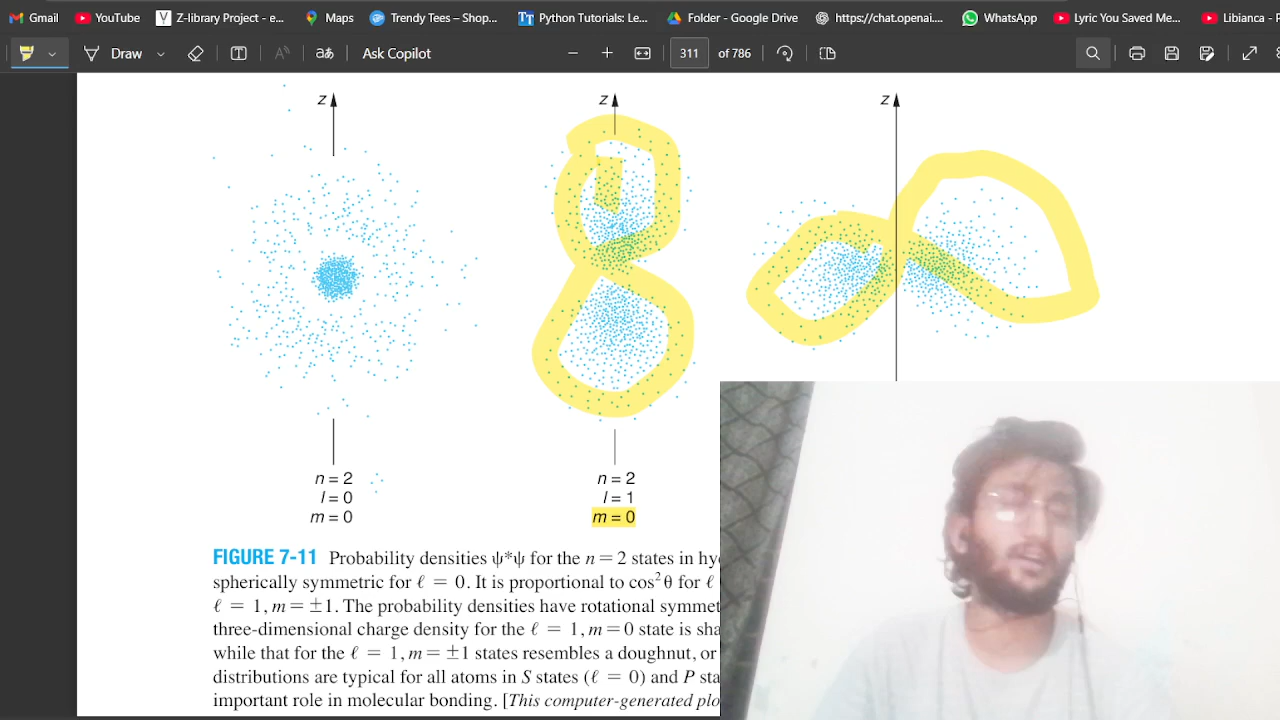 Gmail YouTube Z-library Project - e... Maps Trendy Tees – Shop... Python Tutorials: Le... Folder - Google Drive https://chat.openai... WhatsApp Lyric You Saved Me... Libianca - P
Draw aあ Ask Copilot 311 of 786
z z z
n = 2 n = 2
l = 0 l = 1
m = 0 m = 0
FIGURE 7-11 Probability densities ψ*ψ for the n = 2 states in hy
spherically symmetric for ℓ = 0. It is proportional to cos²θ for ℓ
ℓ = 1, m = ±1. The probability densities have rotational symmet
three-dimensional charge density for the ℓ = 1, m = 0 state is sha
while that for the ℓ = 1, m = ±1 states resembles a doughnut, or
distributions are typical for all atoms in S states (ℓ = 0) and P sta
important role in molecular bonding. [This computer-generated plo